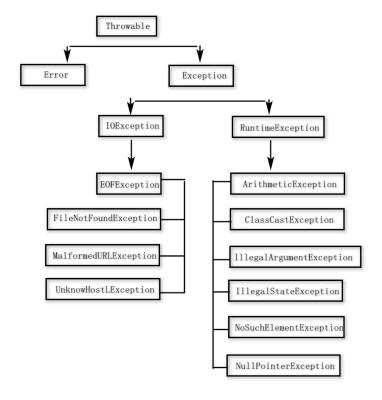 Throwable
Error
Exception
IOException
RuntimeException
EOFException
ArithmeticException
FileNotFoundException
ClassCastException
MalformedURLException
IllegalArgumentException
UnknowHostLException
IllegalStateException
NoSuchElementException
NullPointerException